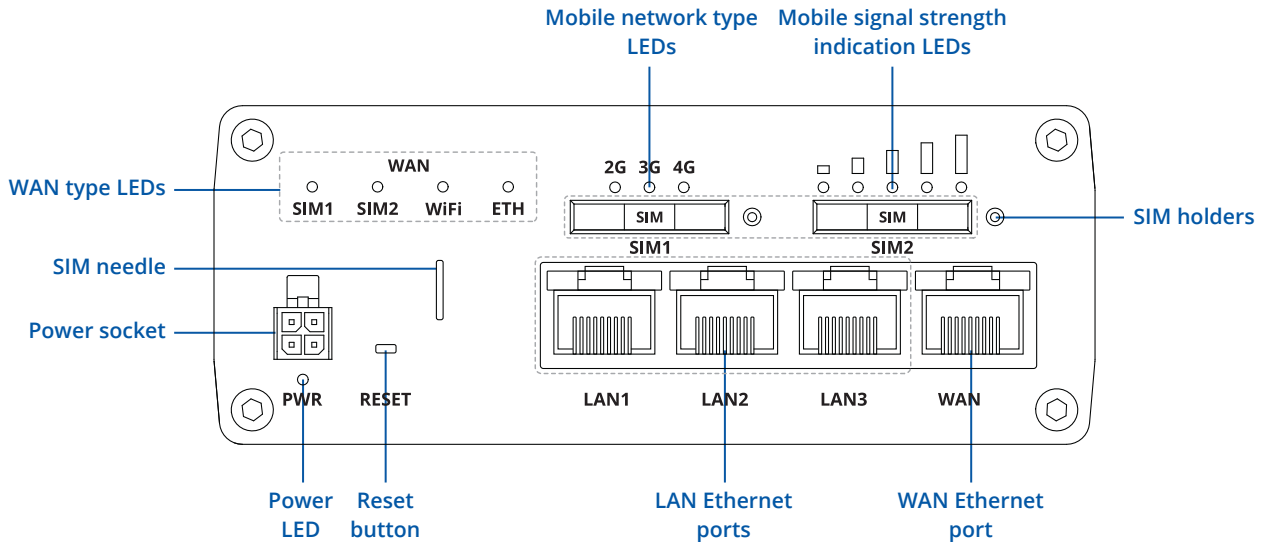 Mobile network type
LEDs
Mobile signal strength
indication LEDs
WAN
2G 3G 4G
WAN type LEDs
SIM1 SIM2 WiFi ETH
SIM
SIM
SIM holders
SIM1
SIM2
SIM needle
Power socket
PWR RESET
LAN1 LAN2 LAN3 WAN
Power
LED
Reset
button
LAN Ethernet
ports
WAN Ethernet
port